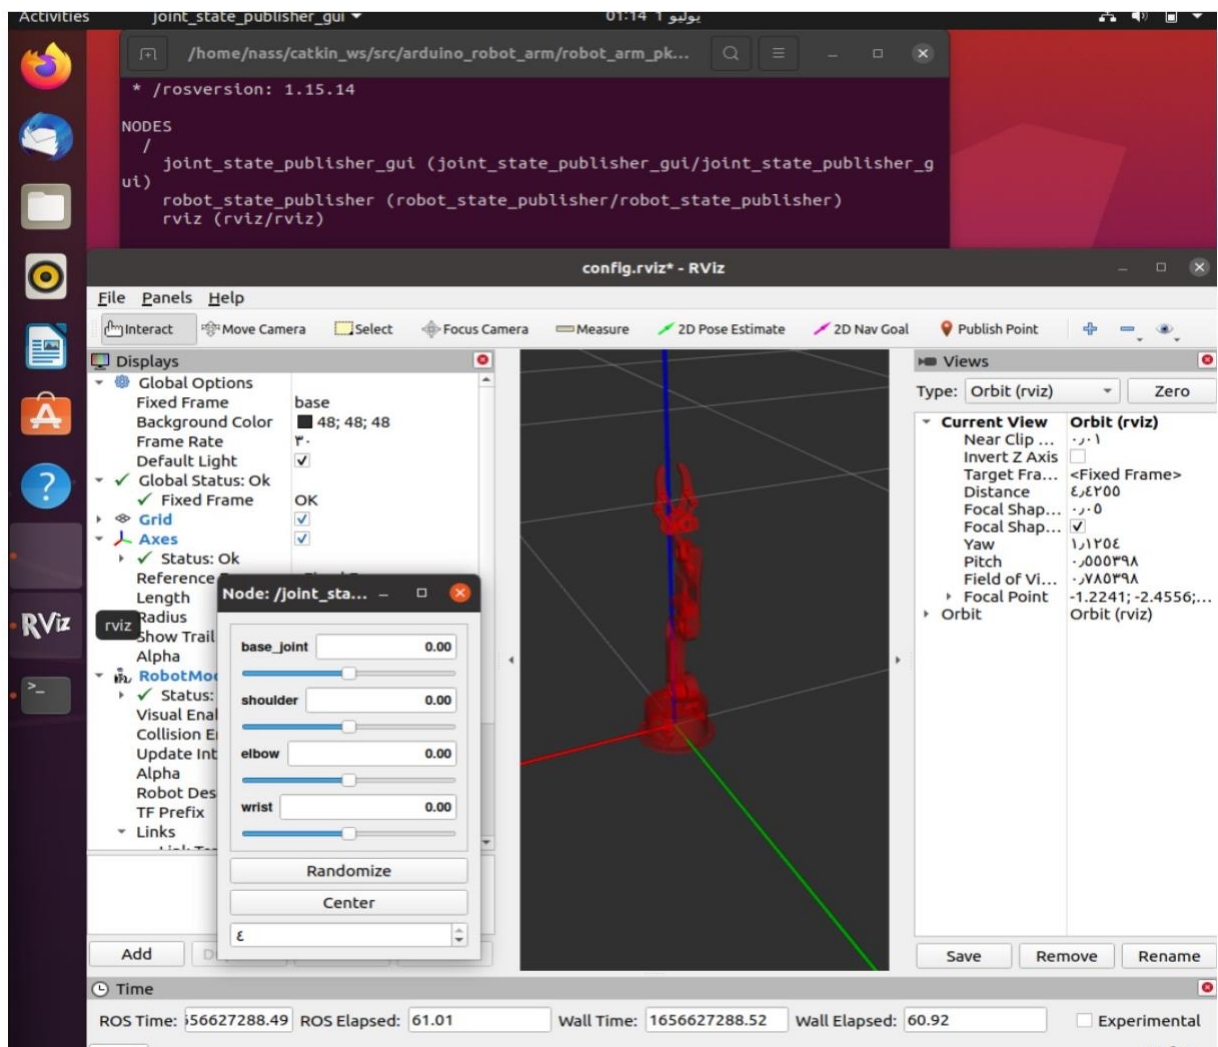 Activities joint_state_publisher_gui 01:14 1 يوليو
/home/nass/catkin_ws/src/arduino_robot_arm/robot_arm_pk...
* /rosversion: 1.15.14
NODES
/
joint_state_publisher_gui (joint_state_publisher_gui/joint_state_publisher_g
ui)
robot_state_publisher (robot_state_publisher/robot_state_publisher)
rviz (rviz/rviz)
config.rviz* - RViz
File Panels Help
Interact Move Camera Select Focus Camera Measure 2D Pose Estimate 2D Nav Goal Publish Point
Displays
Global Options
Fixed Frame base
Background Color 48; 48; 48
Frame Rate ٣٠
Default Light
Global Status: Ok
Fixed Frame OK
Grid
Axes
Status: Ok
Reference
Length
Radius
Show Trail
Alpha
RobotMod
Status:
Visual Enal
Collision E
Update Int
Alpha
Robot Des
TF Prefix
Links
Add
RViz
rviz
Node: /joint_sta...
base_joint 0.00
shoulder 0.00
elbow 0.00
wrist 0.00
Randomize
Center
٤
Views
Type: Orbit (rviz) Zero
Current View Orbit (rviz)
Near Clip ... ٠٫٠١
Invert Z Axis
Target Fra... <Fixed Frame>
Distance ٤٫٤٢٥٥
Focal Shap... ٠٫٠٥
Focal Shap...
Yaw ١٫١٢٥٤
Pitch ٠٫٥٥٥٣٩٨
Field of Vi... ٠٫٧٨٥٣٩٨
Focal Point -1.2241; -2.4556;...
Orbit Orbit (rviz)
Save Remove Rename
Time
ROS Time: 556627288.49 ROS Elapsed: 61.01 Wall Time: 1656627288.52 Wall Elapsed: 60.92 Experimental